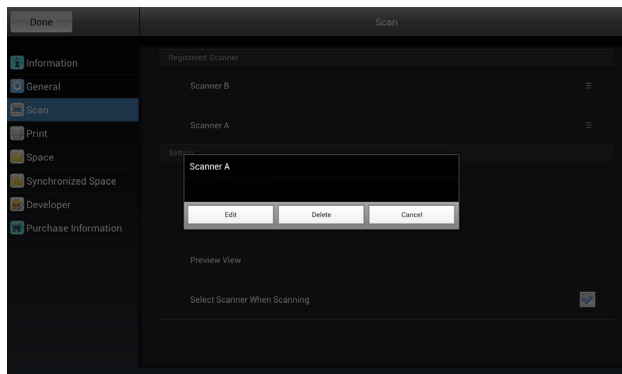 Done
Scan
Information
General
Scan
Print
Space
Synchronized Space
Developer
Purchase Information
Registered Scanner
Scanner B
Scanner A
Setting
Scanner A
Edit
Delete
Cancel
Preview View
Select Scanner When Scanning